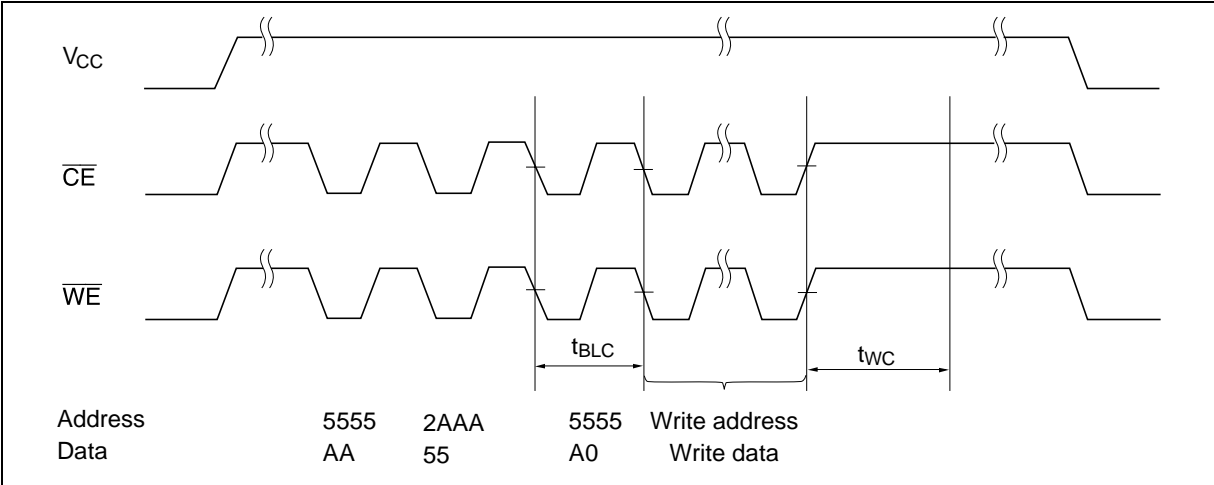 VCC
CE
WE
tBLC
tWC
Address 5555 2AAA 5555 Write address
Data AA 55 A0 Write data